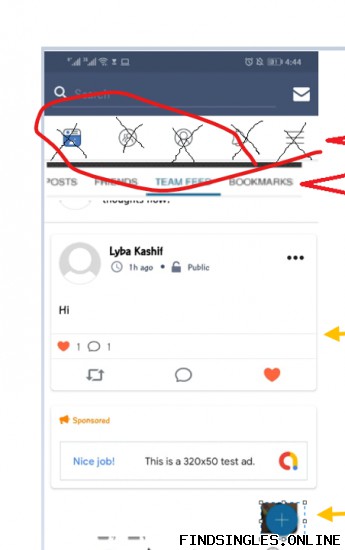 4:44
Search
POSTS FRIENDS TEAM FEED BOOKMARKS
thoughts now?
Lyba Kashif
1h ago • Public
Hi
1 1
Sponsored
Nice job! This is a 320x50 test ad.
FINDSINGLES.ONLINE